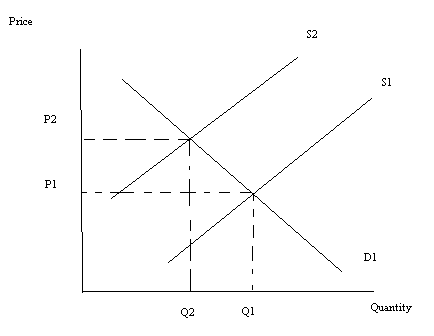 Price
S2
S1
P2
P1
D1
Q2 Q1
Quantity